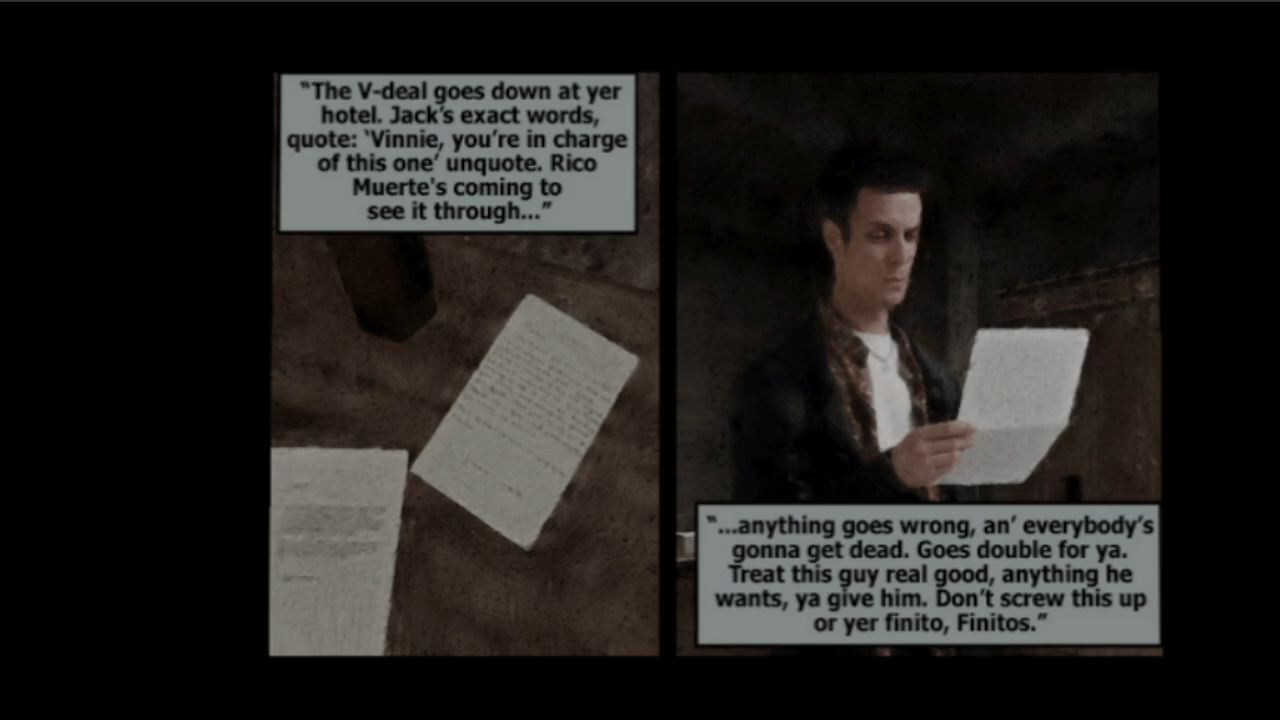 “The V-deal goes down at yer
hotel. Jack’s exact words,
quote: ‘Vinnie, you’re in charge
of this one’ unquote. Rico
Muerte's coming to
see it through...”
“...anything goes wrong, an’ everybody’s
gonna get dead. Goes double for ya.
Treat this guy real good, anything he
wants, ya give him. Don’t screw this up
or yer finito, Finitos.”